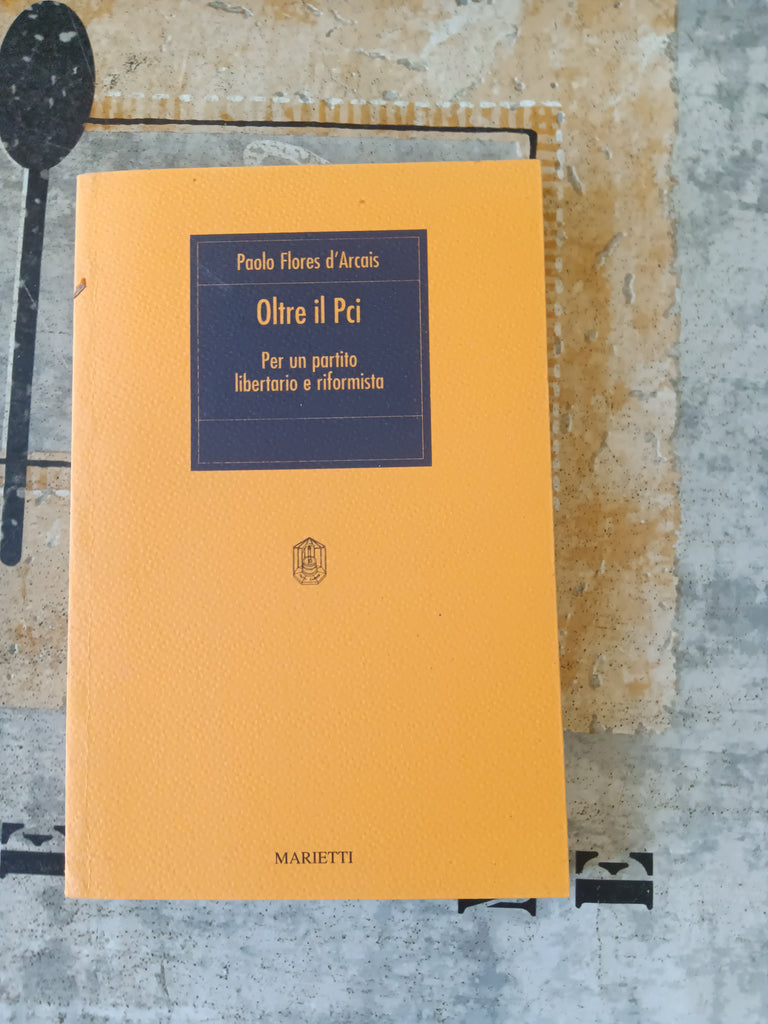 Paolo Flores d'Arcais
Oltre il Pci
Per un partito
libertario e riformista
MARIETTI